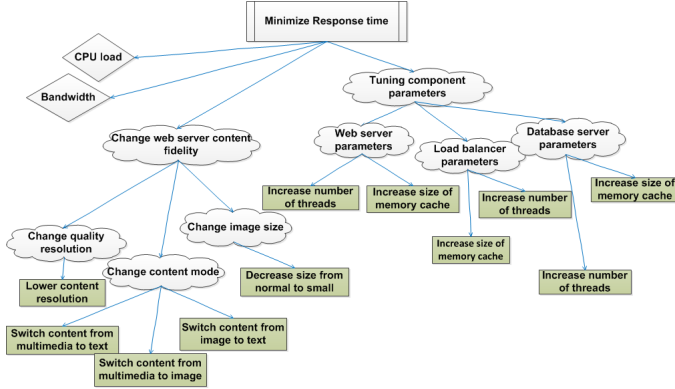 Minimize Response time
CPU load
Bandwidth
Tuning component
parameters
Change web server content
fidelity
Web server
parameters
Load balancer
parameters
Database server
parameters
Increase number
of threads
Increase size of
memory cache
Increase number
of threads
Increase size of
memory cache
Increase size of
memory cache
Increase number
of threads
Change quality
resolution
Change image size
Change content mode
Lower content
resolution
Decrease size from
normal to small
Switch content from
multimedia to text
Switch content from
multimedia to image
Switch content from
image to text